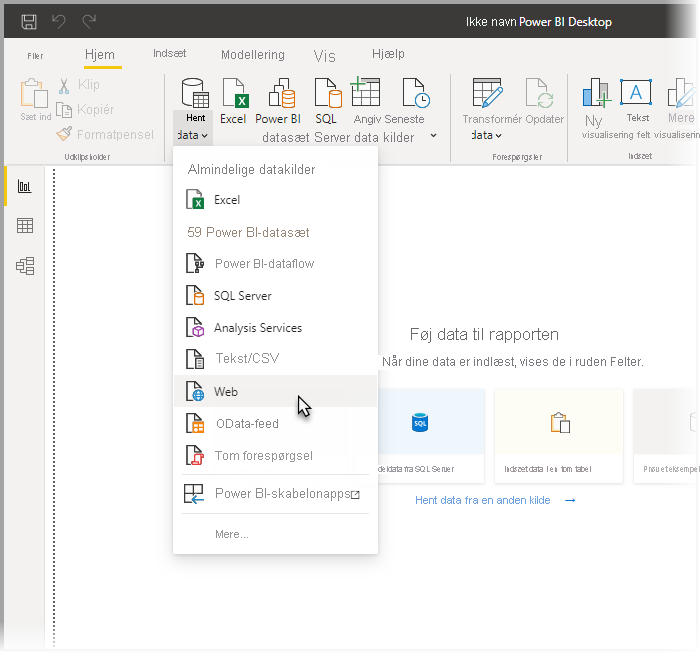 Ikke navn Power BI Desktop
Filer Hjem Indsæt Modellering Vis SQL Hjælp
Sæt ind
Klip
Kopiér
Formatpensel
Udklipsholder
Hent data
Excel
Power BI datasæt
SQL Server
Angiv data
Seneste kilder
Transformér data
Opdater
Forespørgsler
Ny visualisering
Tekst felt
Mere visualisering
Indsæt
Almindelige datakilder
Excel
59 Power BI-datasæt
Power BI-dataflow
SQL Server
Analysis Services
Tekst/CSV
Web
OData-feed
Tom forespørgsel
Power BI-skabelonapps
Mere...
Føj data til rapporten
Når dine data er indlæst, vises de i ruden Felter.
SQL
data fra SQL Server
Indsæt data i en tom tabel
Hent data fra en anden kilde →